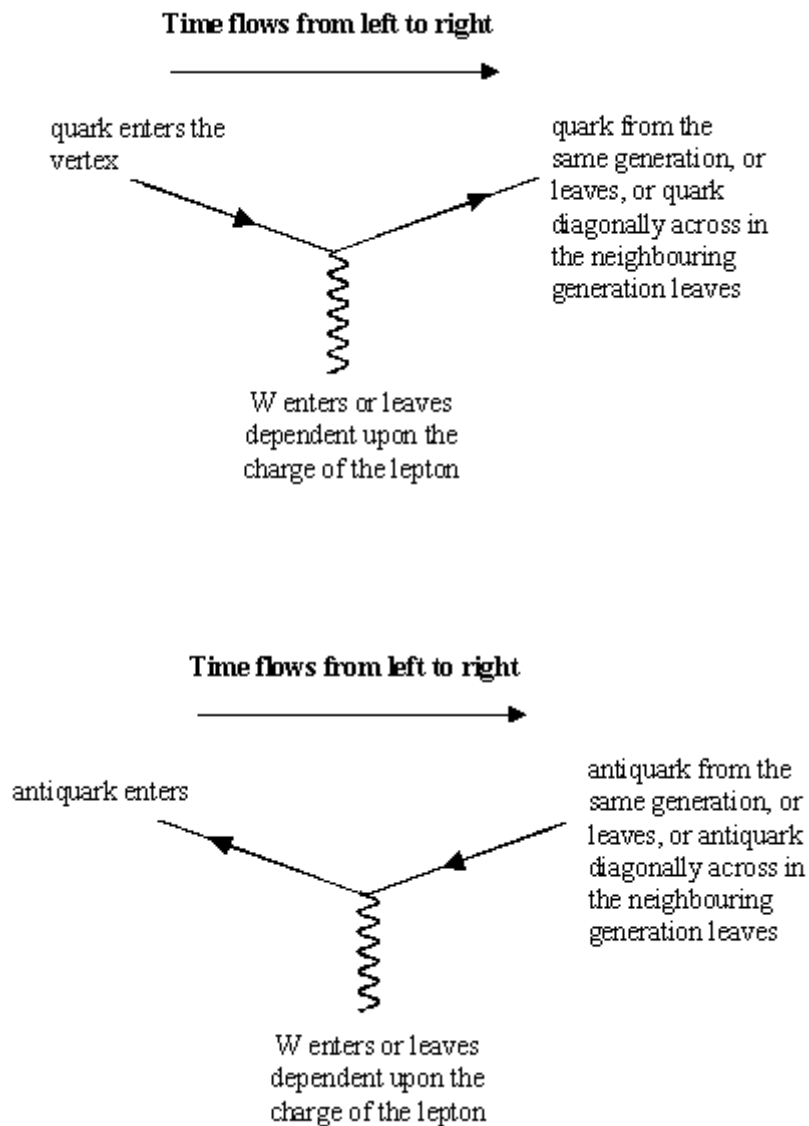 Time flows from left to right
quark enters the
vertex
quark from the
same generation, or
leaves, or quark
diagonally across in
the neighbouring
generation leaves
W enters or leaves
dependent upon the
charge of the lepton
Time flows from left to right
antiquark enters
antiquark from the
same generation, or
leaves, or antiquark
diagonally across in
the neighbouring
generation leaves
W enters or leaves
dependent upon the
charge of the lepton